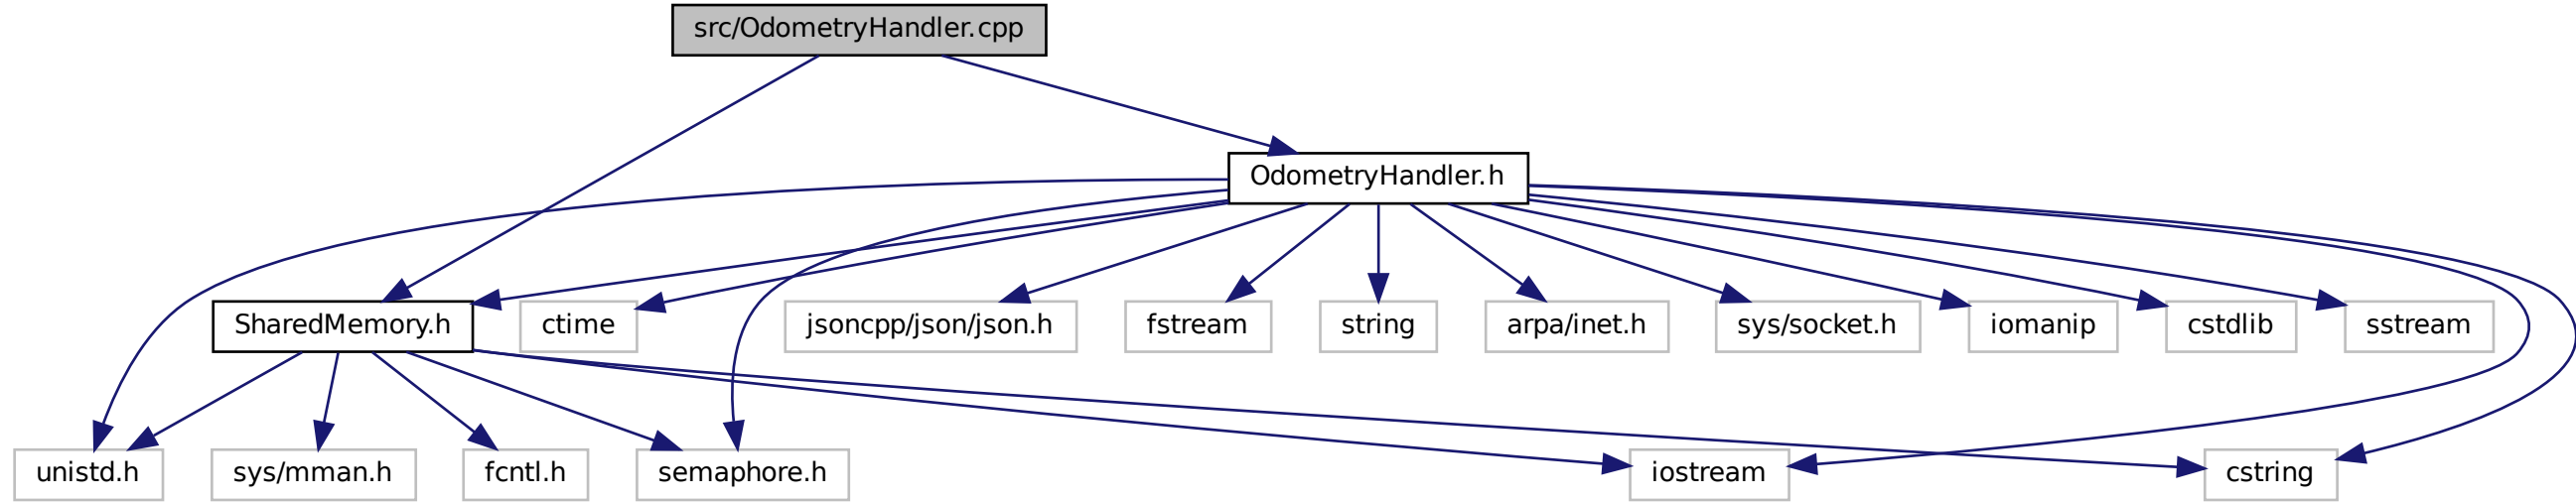 src/OdometryHandler.cpp
OdometryHandler.h
SharedMemory.h
ctime
jsoncpp/json/json.h
fstream
string
arpa/inet.h
sys/socket.h
iomanip
cstdlib
sstream
unistd.h
sys/mman.h
fcntl.h
semaphore.h
iostream
cstring